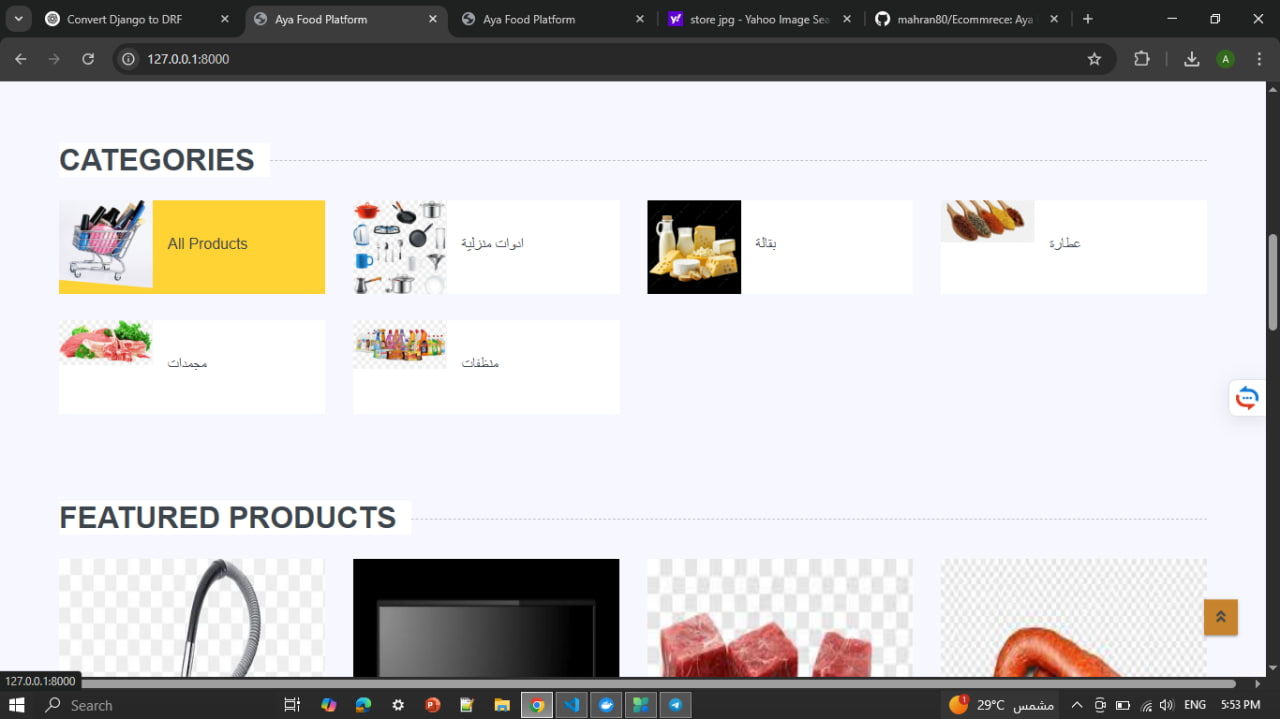 Convert Django to DRF
Aya Food Platform
Aya Food Platform
store jpg - Yahoo Image Sea
mahran80/Ecommrece: Aya
127.0.0.1:8000
A
CATEGORIES
All Products
ادوات منزلية
بقالة
عطارة
مجمدات
منظفات
FEATURED PRODUCTS
127.0.0.1:8000
Search
1
29°C
مشمس
ENG
5:53 PM